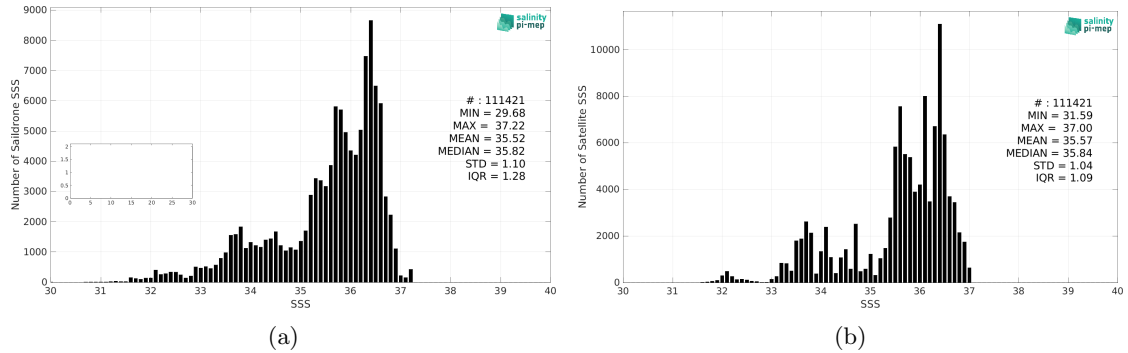 9000
8000
7000
6000
5000
4000
3000
2000
1000
0
Number of Saildrone SSS
salinity
pi-mep
# : 111421
MIN = 29.68
MAX = 37.22
MEAN = 35.52
MEDIAN = 35.82
STD = 1.10
IQR = 1.28
2
1.5
1
0.5
0
0 5 10 15 20 25 30
30 31 32 33 34 35 36 37 38 39 40
SSS
(a)
10000
8000
6000
4000
2000
0
Number of Satellite SSS
salinity
pi-mep
# : 111421
MIN = 31.59
MAX = 37.00
MEAN = 35.57
MEDIAN = 35.84
STD = 1.04
IQR = 1.09
30 31 32 33 34 35 36 37 38 39 40
SSS
(b)